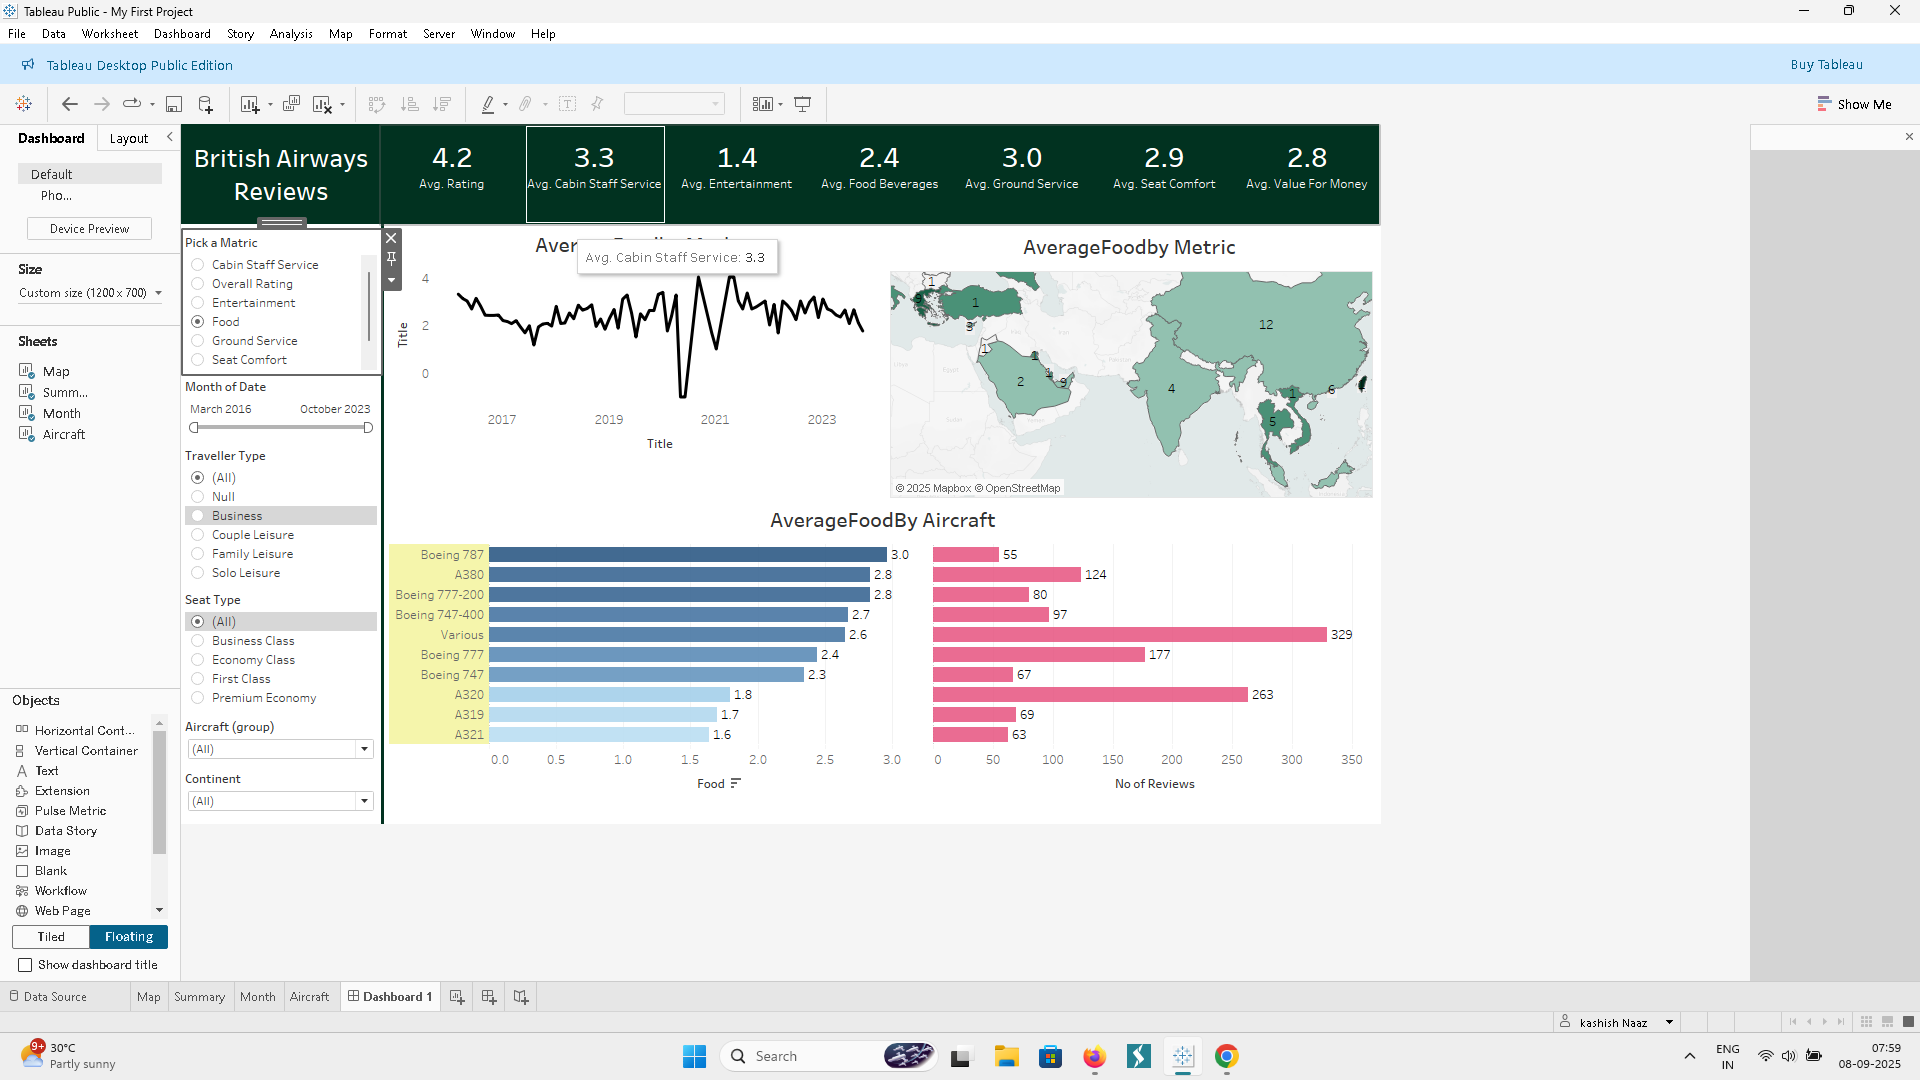 Tableau Public - My First Project
File Data Worksheet Dashboard Story Analysis Map Format Server Window Help
Tableau Desktop Public Edition
Buy Tableau
Show Me
Dashboard Layout
Default
Pho...
Device Preview
Size
Custom size (1200 x 700)
Sheets
Map
Summ...
Month
Aircraft
Objects
Horizontal Cont...
Vertical Container
Text
Extension
Pulse Metric
Data Story
Image
Blank
Workflow
Web Page
Tiled Floating
Show dashboard title
British Airways
Reviews
4.2
Avg. Rating
3.3
Avg. Cabin Staff Service
1.4
Avg. Entertainment
2.4
Avg. Food Beverages
3.0
Avg. Ground Service
2.9
Avg. Seat Comfort
2.8
Avg. Value For Money
Pick a Matric
Cabin Staff Service
Overall Rating
Entertainment
Food
Ground Service
Seat Comfort
Month of Date
March 2016 October 2023
Traveller Type
(All)
Null
Business
Couple Leisure
Family Leisure
Solo Leisure
Seat Type
(All)
Business Class
Economy Class
First Class
Premium Economy
Aircraft (group)
(All)
Continent
(All)
Avg. Cabin Staff Service: 3.3
Title
4
2
0
2017 2019 2021 2023
Title
AverageFoodby Metric
1
9
1
3
12
1
1
2
1
9
4
1
6
5
© 2025 Mapbox © OpenStreetMap
AverageFoodBy Aircraft
Boeing 787 3.0 55
A380 2.8 124
Boeing 777-200 2.8 80
Boeing 747-400 2.7 97
Various 2.6 329
Boeing 777 2.4 177
Boeing 747 2.3 67
A320 1.8 263
A319 1.7 69
A321 1.6 63
0.0 0.5 1.0 1.5 2.0 2.5 3.0 0 50 100 150 200 250 300 350
Food No of Reviews
Data Source Map Summary Month Aircraft Dashboard 1
kashish Naaz
9+
30°C
Partly sunny
Search
ENG
IN
07:59
08-09-2025